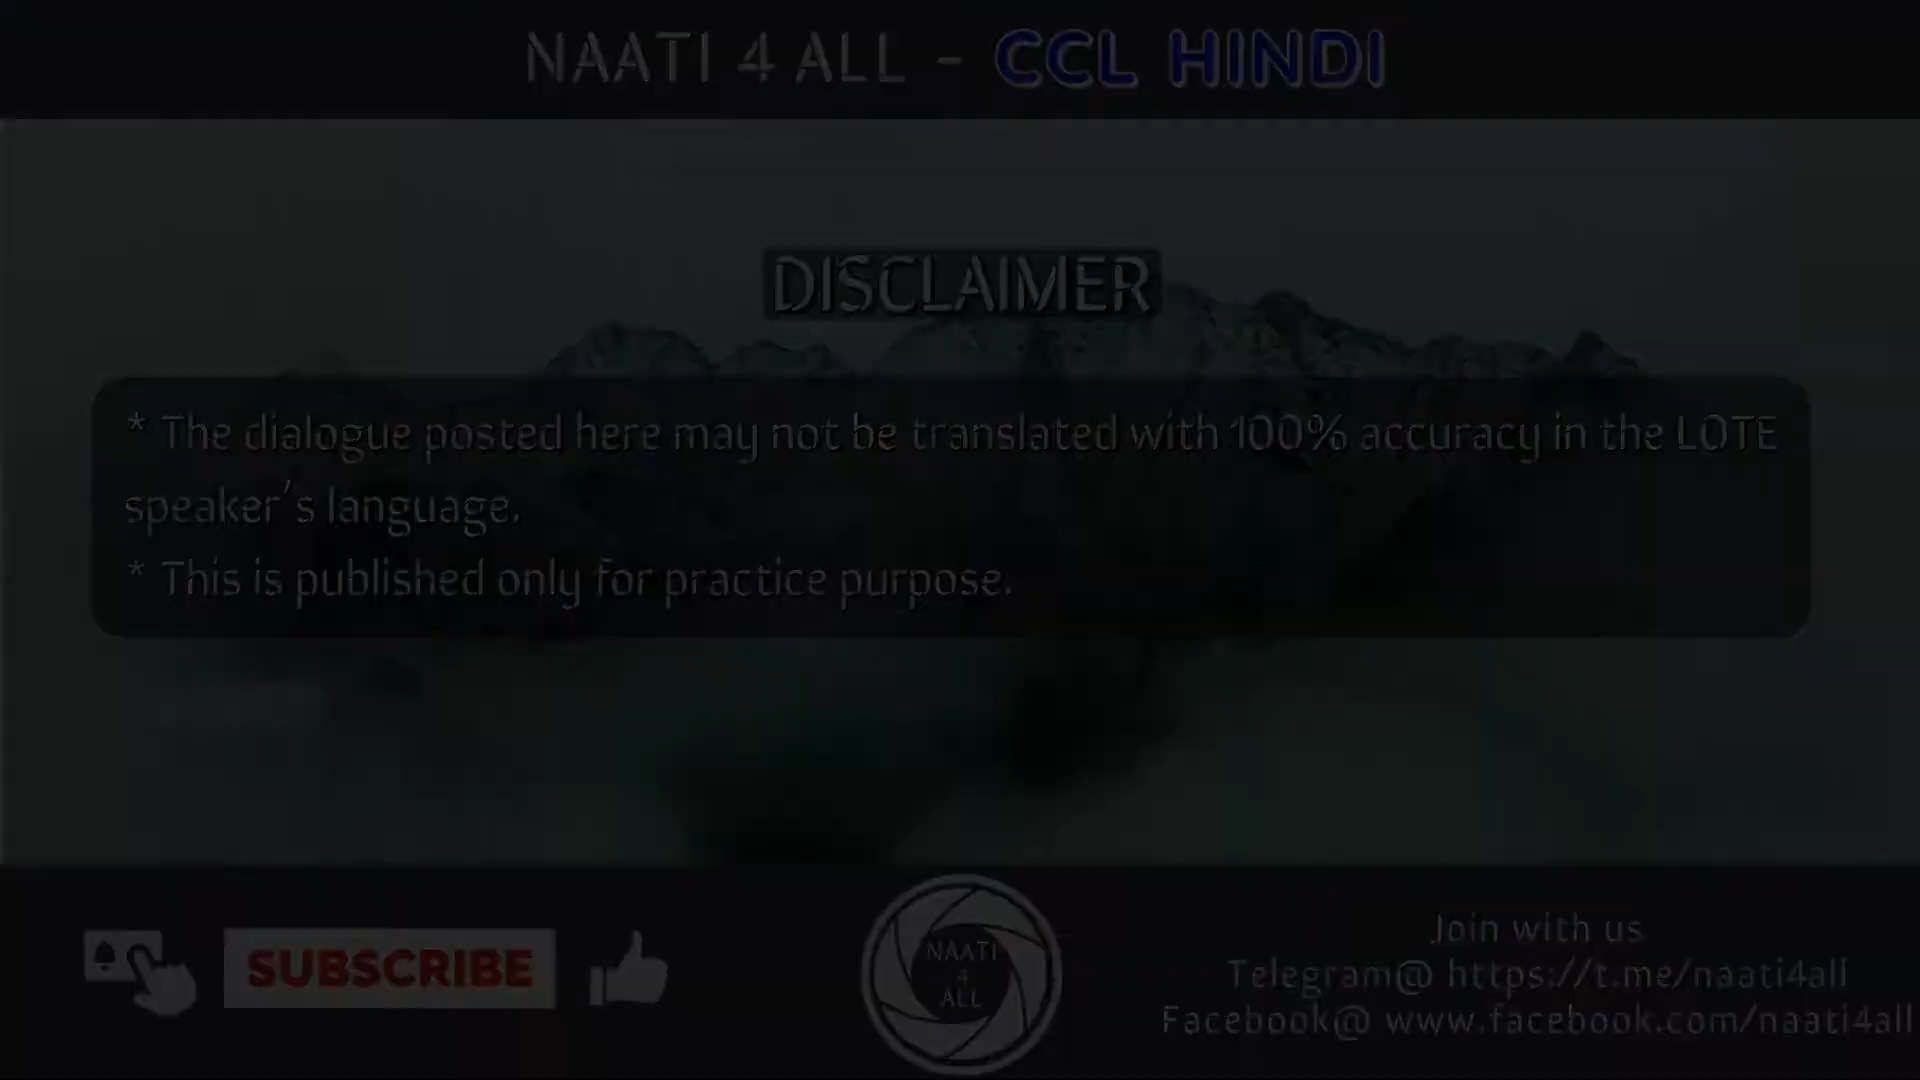 NAATI 4 ALL - CCL HINDI
DISCLAIMER
* The dialogue posted here may not be translated with 100% accuracy in the LOTE
speaker's language.
* This is published only for practice purpose.
SUBSCRIBE
NAATI
4
ALL
Join with us
Telegram@ https://t.me/naati4all
Facebook@ www.facebook.com/naati4all